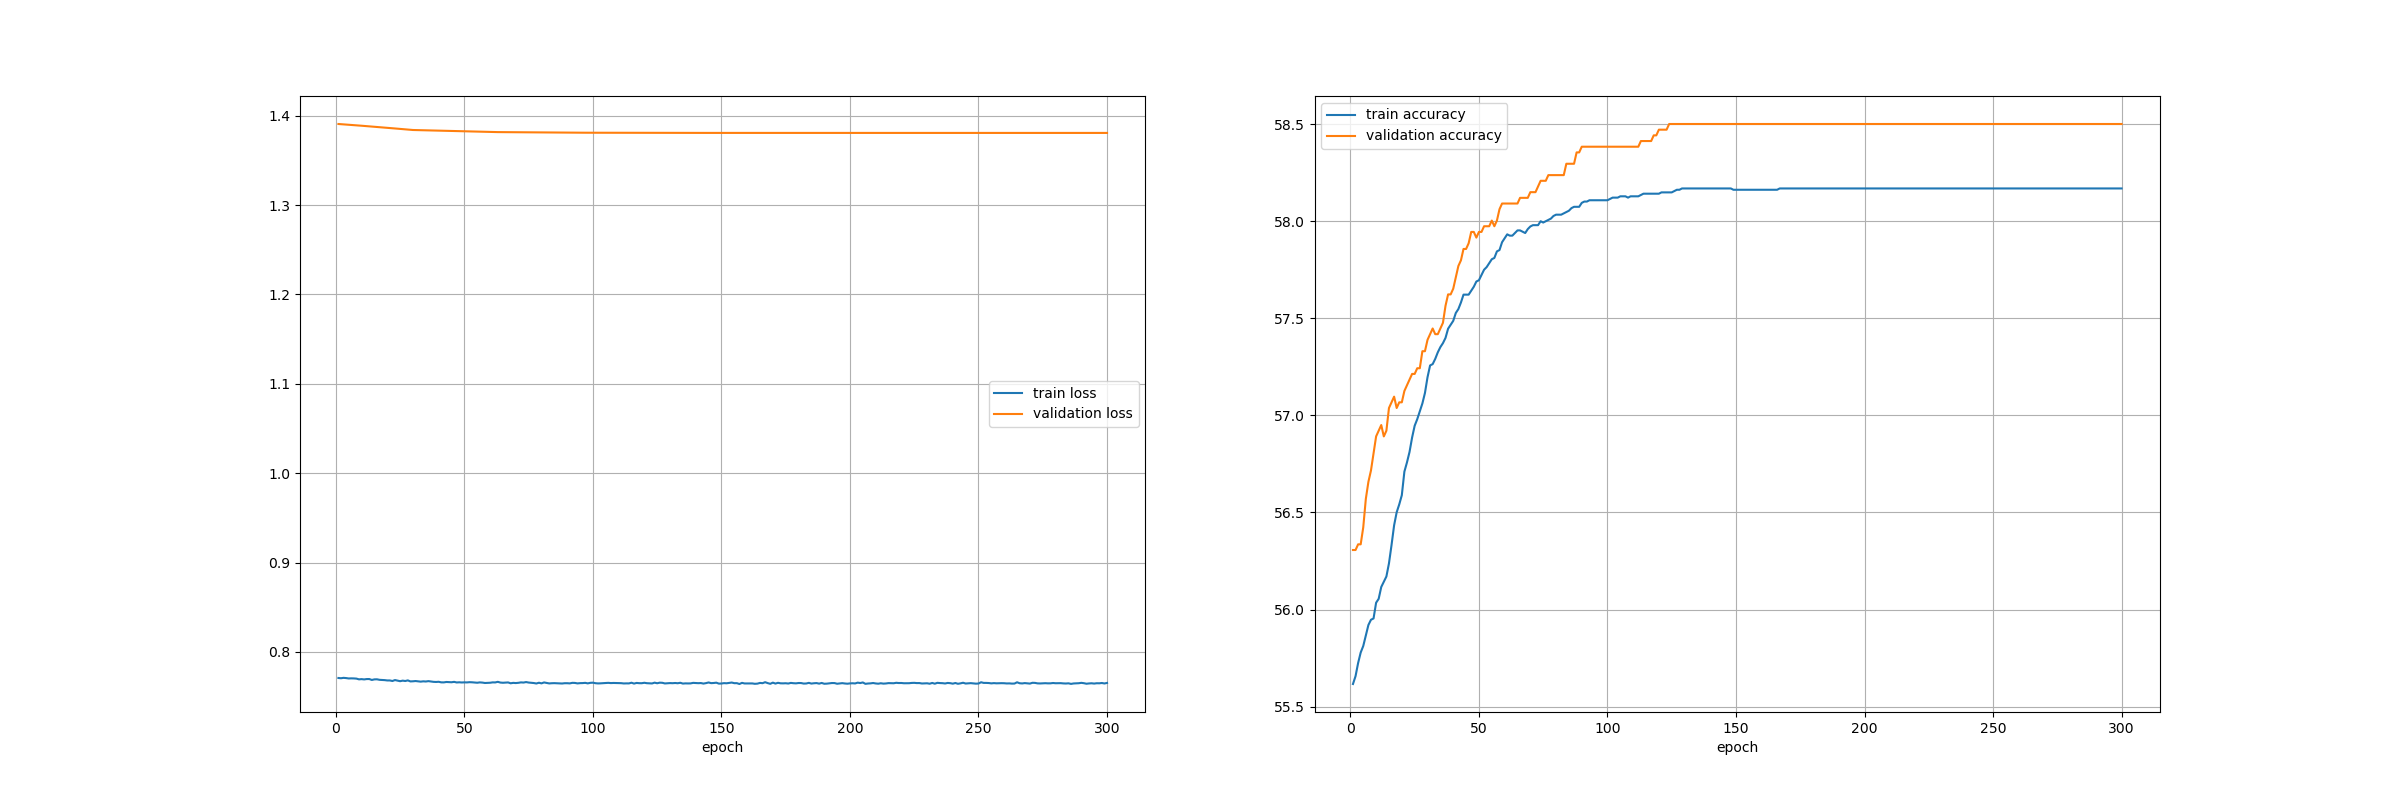 1.4
1.3
1.2
1.1
1.0
0.9
0.8
0 50 100 150 200 250 300
epoch
train loss
validation loss
58.5
58.0
57.5
57.0
56.5
56.0
55.5
0 50 100 150 200 250 300
epoch
train accuracy
validation accuracy